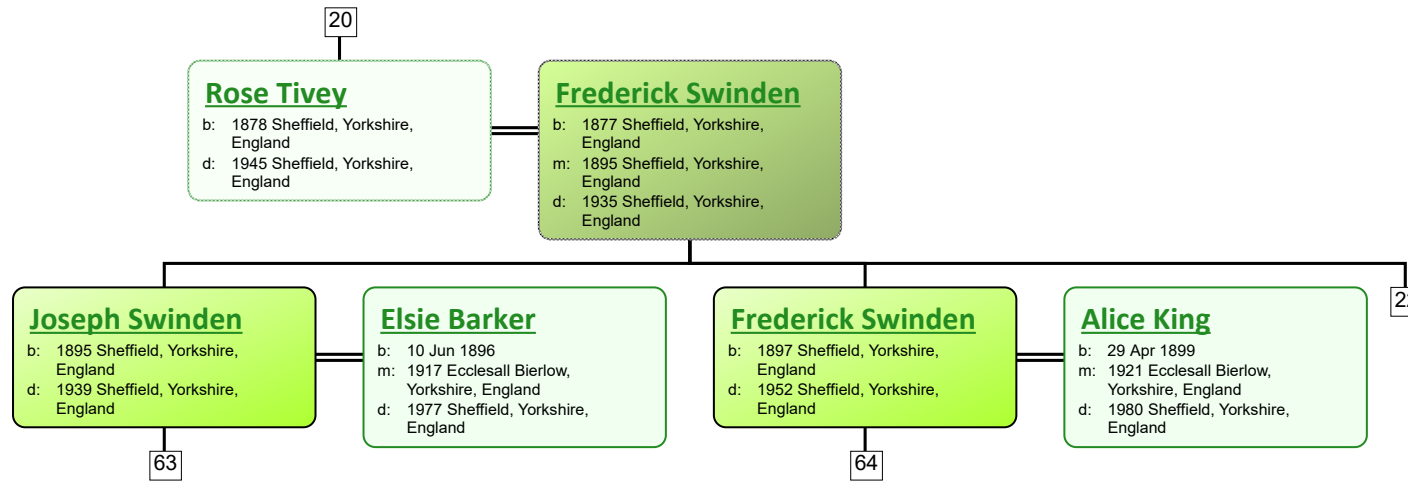 20
Rose Tivey
b: 1878 Sheffield, Yorkshire,
England
d: 1945 Sheffield, Yorkshire,
England
Frederick Swinden
b: 1877 Sheffield, Yorkshire,
England
m: 1895 Sheffield, Yorkshire,
England
d: 1935 Sheffield, Yorkshire,
England
Joseph Swinden
b: 1895 Sheffield, Yorkshire,
England
d: 1939 Sheffield, Yorkshire,
England
63
Elsie Barker
b: 10 Jun 1896
m: 1917 Ecclesall Bierlow,
Yorkshire, England
d: 1977 Sheffield, Yorkshire,
England
Frederick Swinden
b: 1897 Sheffield, Yorkshire,
England
d: 1952 Sheffield, Yorkshire,
England
64
Alice King
b: 29 Apr 1899
m: 1921 Ecclesall Bierlow,
Yorkshire, England
d: 1980 Sheffield, Yorkshire,
England